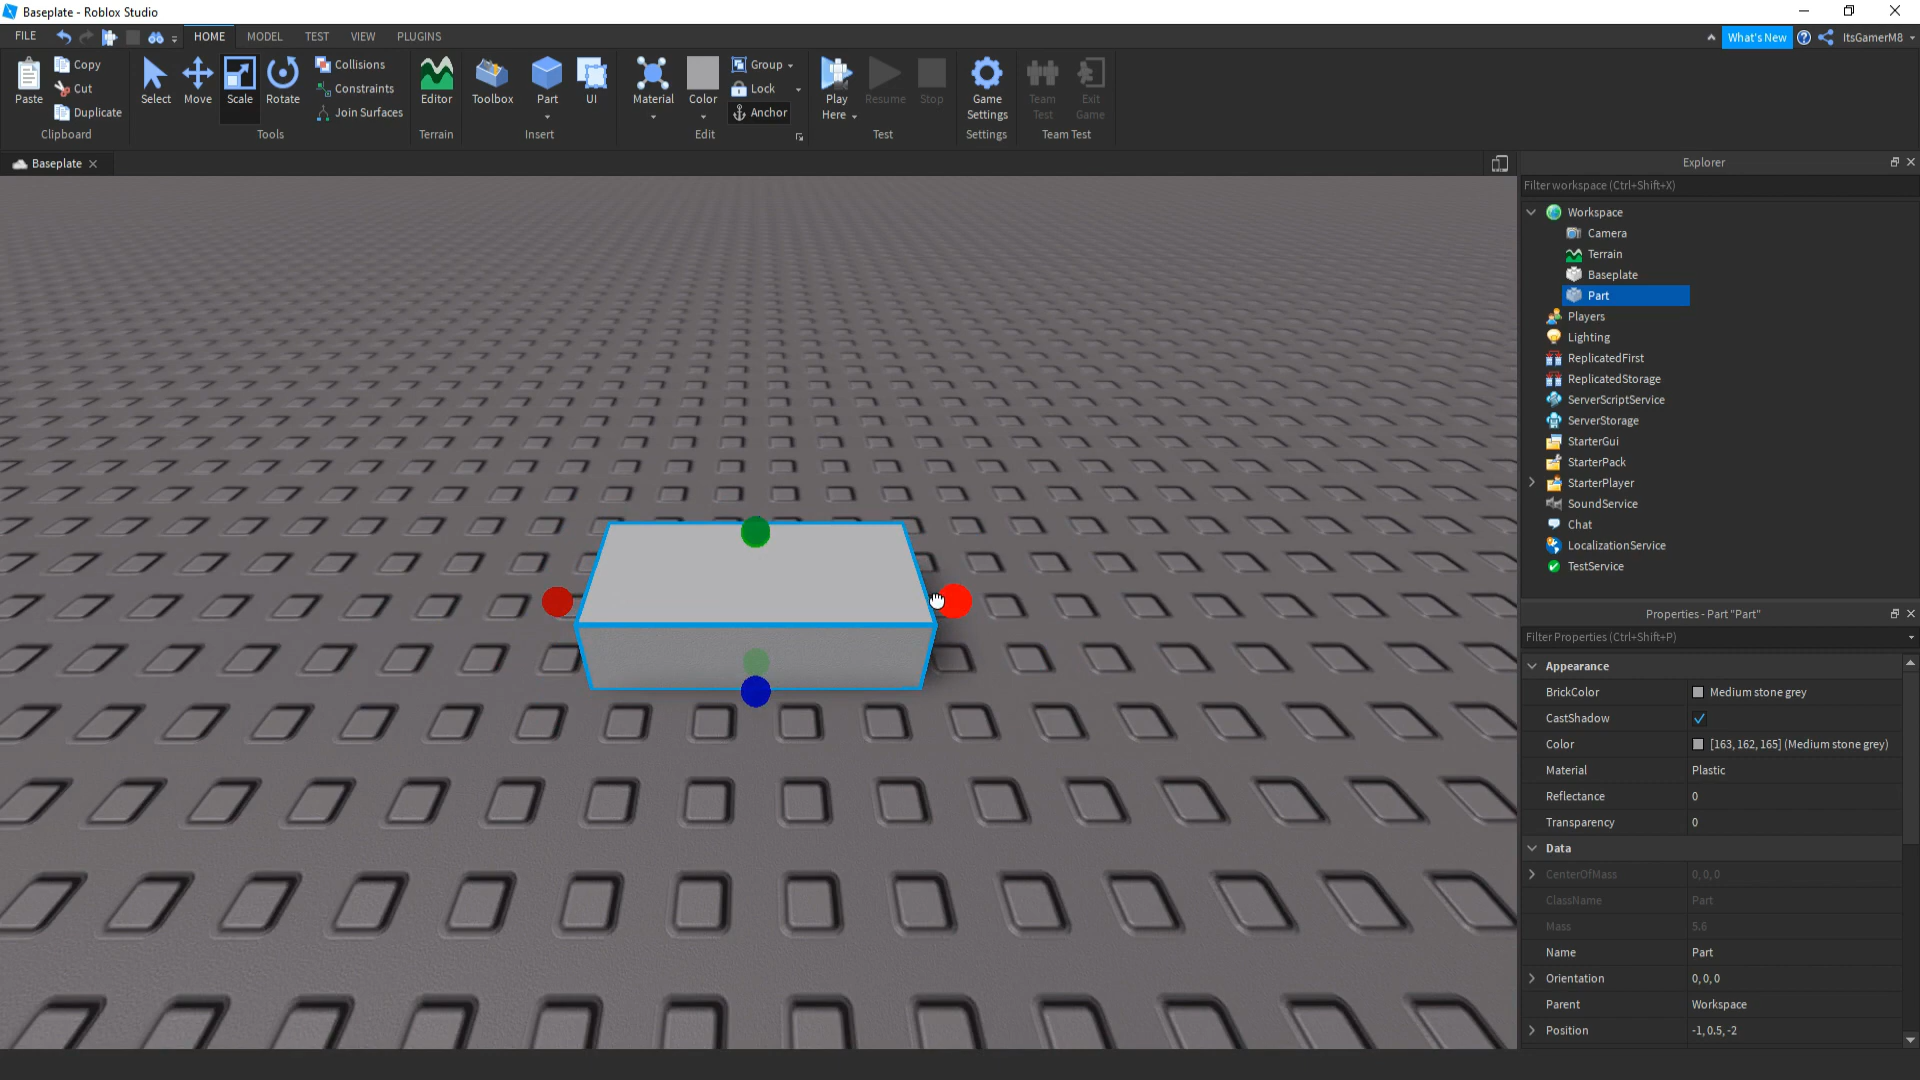 Baseplate - Roblox Studio
FILE HOME MODEL TEST VIEW PLUGINS What's New ItsGamerM8
Paste Copy Cut Duplicate Clipboard
Select Move Scale Rotate Collisions Constraints Join Surfaces Tools
Editor Terrain
Toolbox Part UI Insert
Material Color Group Lock Anchor Edit
Play Here Resume Stop Test
Game Settings Settings
Team Test Exit Game Team Test
Baseplate
Explorer
Filter workspace (Ctrl+Shift+X)
Workspace
Camera
Terrain
Baseplate
Part
Players
Lighting
ReplicatedFirst
ReplicatedStorage
ServerScriptService
ServerStorage
StarterGui
StarterPack
StarterPlayer
SoundService
Chat
LocalizationService
TestService
Properties - Part "Part"
Filter Properties (Ctrl+Shift+P)
Appearance
BrickColor Medium stone grey
CastShadow
Color [163, 162, 165] (Medium stone grey)
Material Plastic
Reflectance 0
Transparency 0
Data
CenterOfMass 0, 0, 0
ClassName Part
Mass 5.6
Name Part
Orientation 0, 0, 0
Parent Workspace
Position -1, 0.5, -2